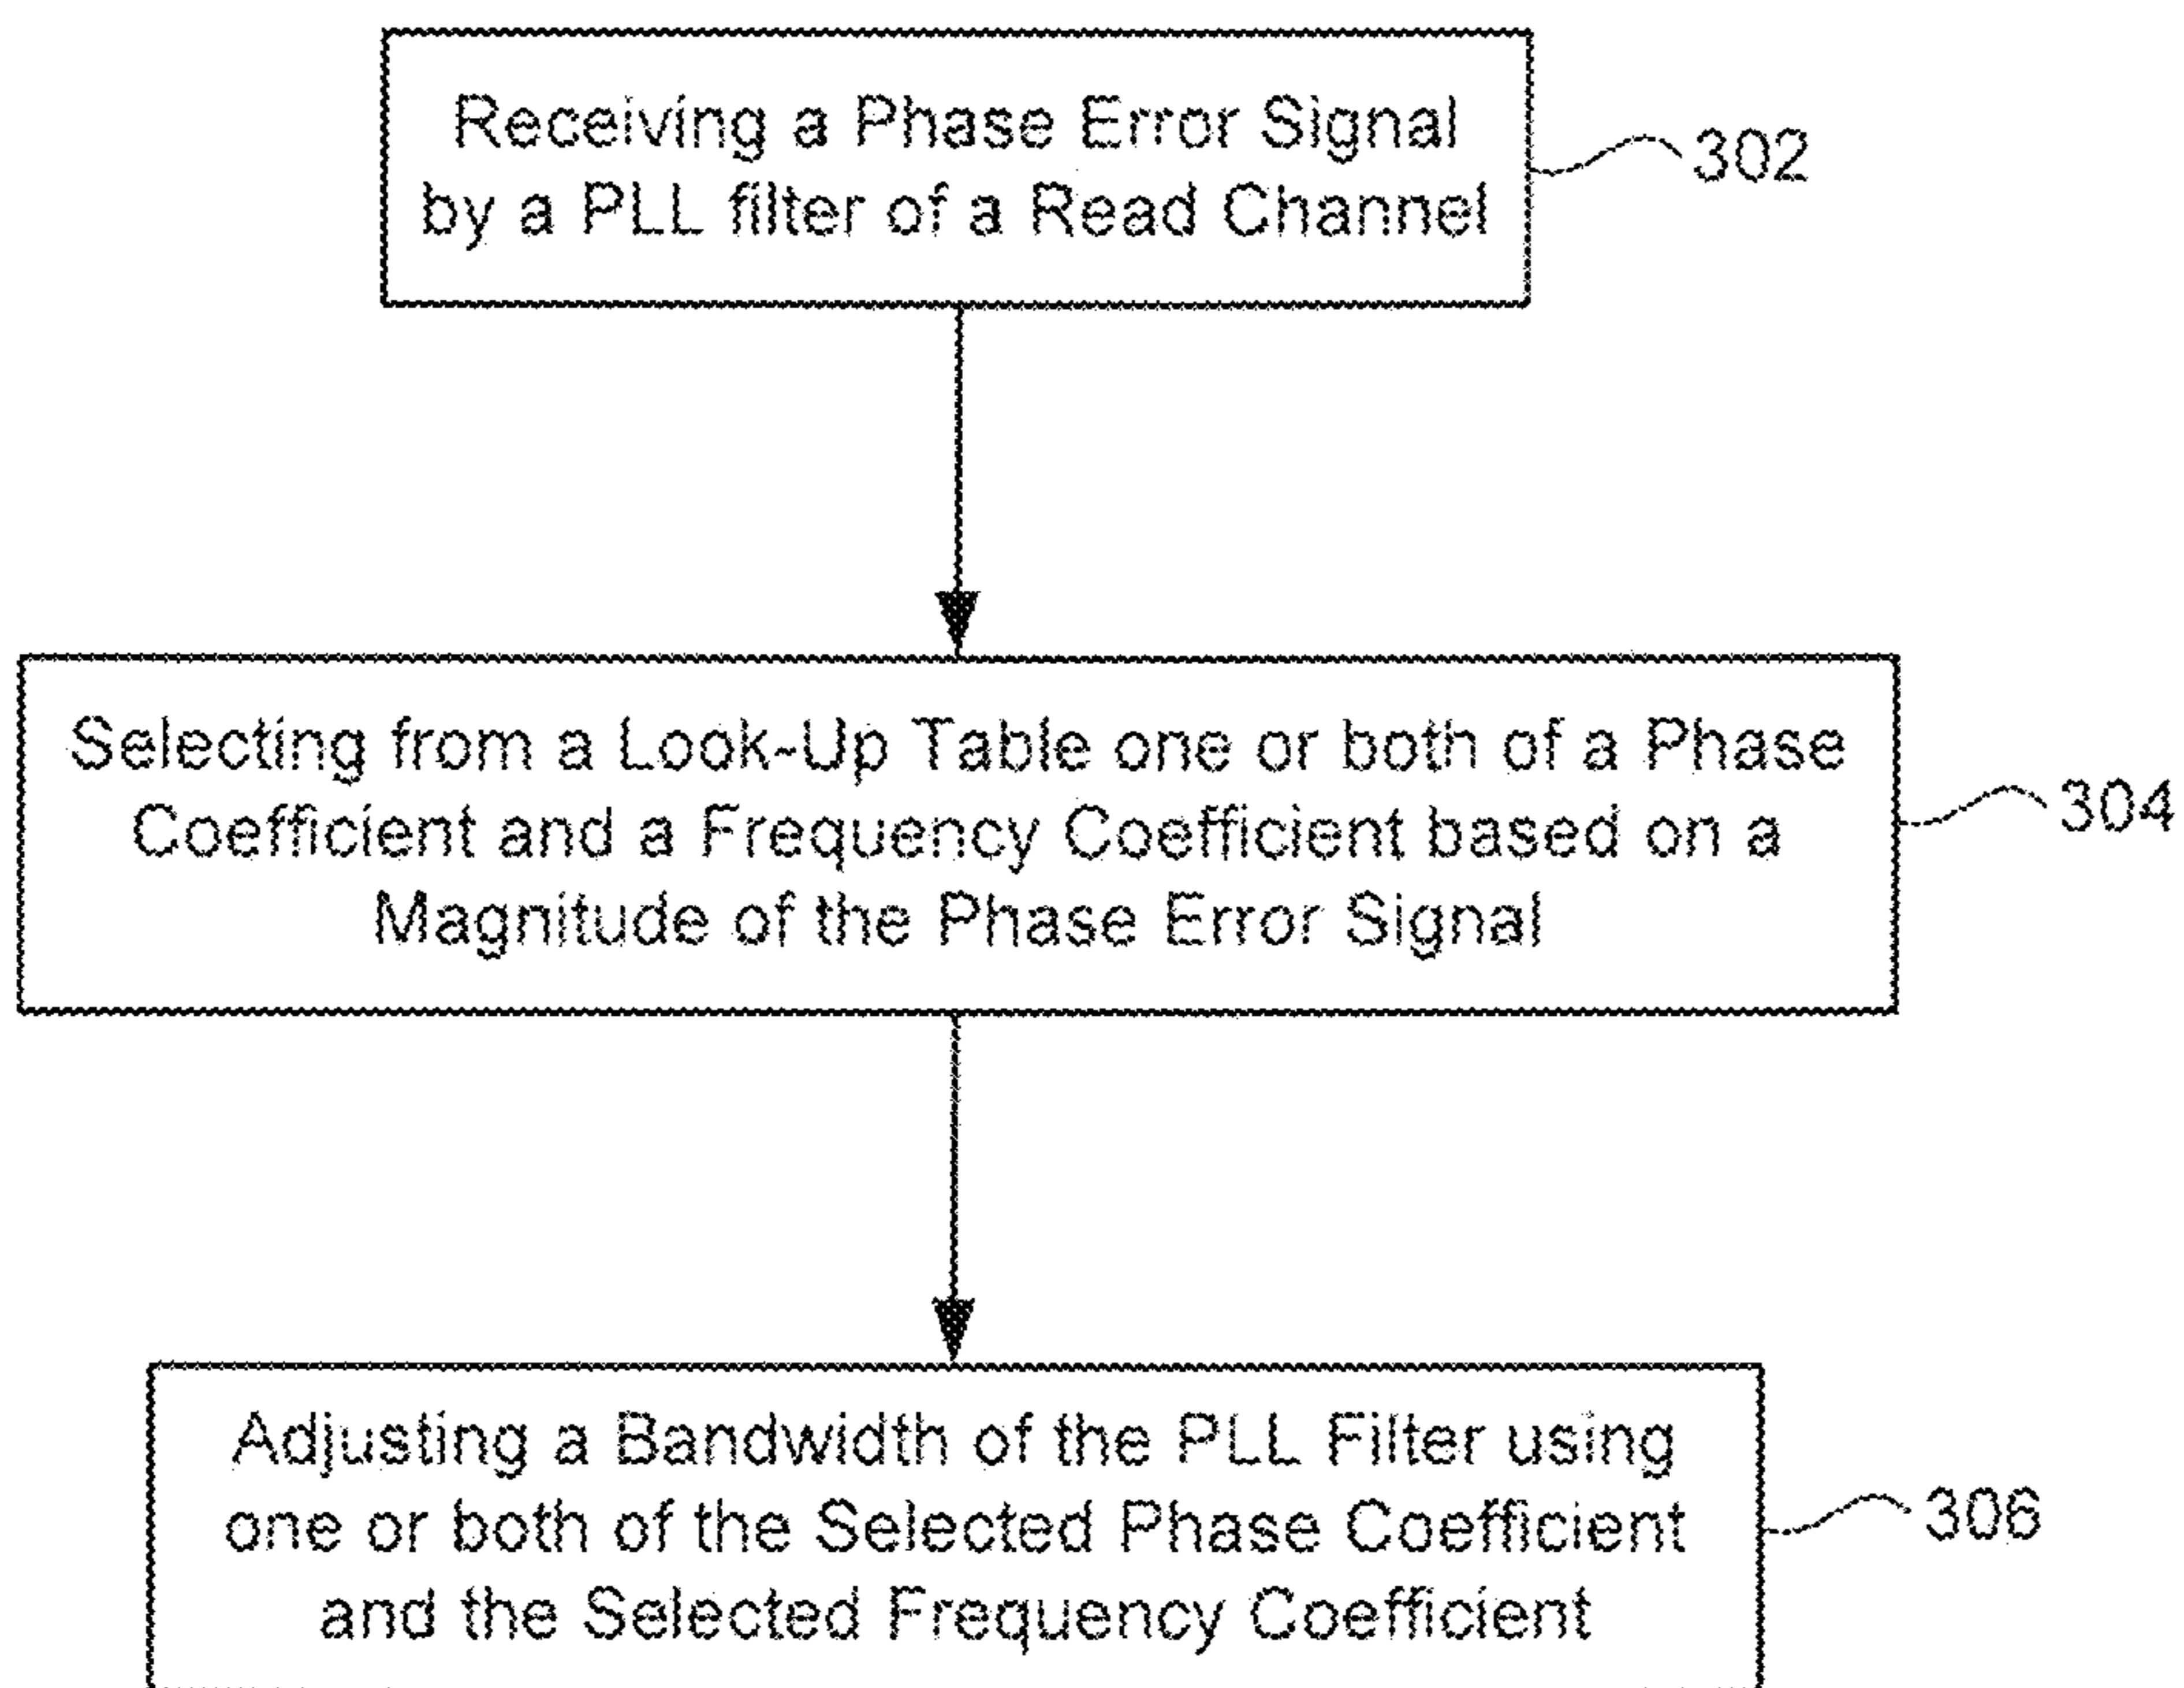 Receiving a Phase Error Signal
by a PLL filter of a Read Channel
302
Selecting from a Look-Up Table one or both of a Phase
Coefficient and a Frequency Coefficient based on a
Magnitude of the Phase Error Signal
304
Adjusting a Bandwidth of the PLL Filter using
one or both of the Selected Phase Coefficient
and the Selected Frequency Coefficient
306